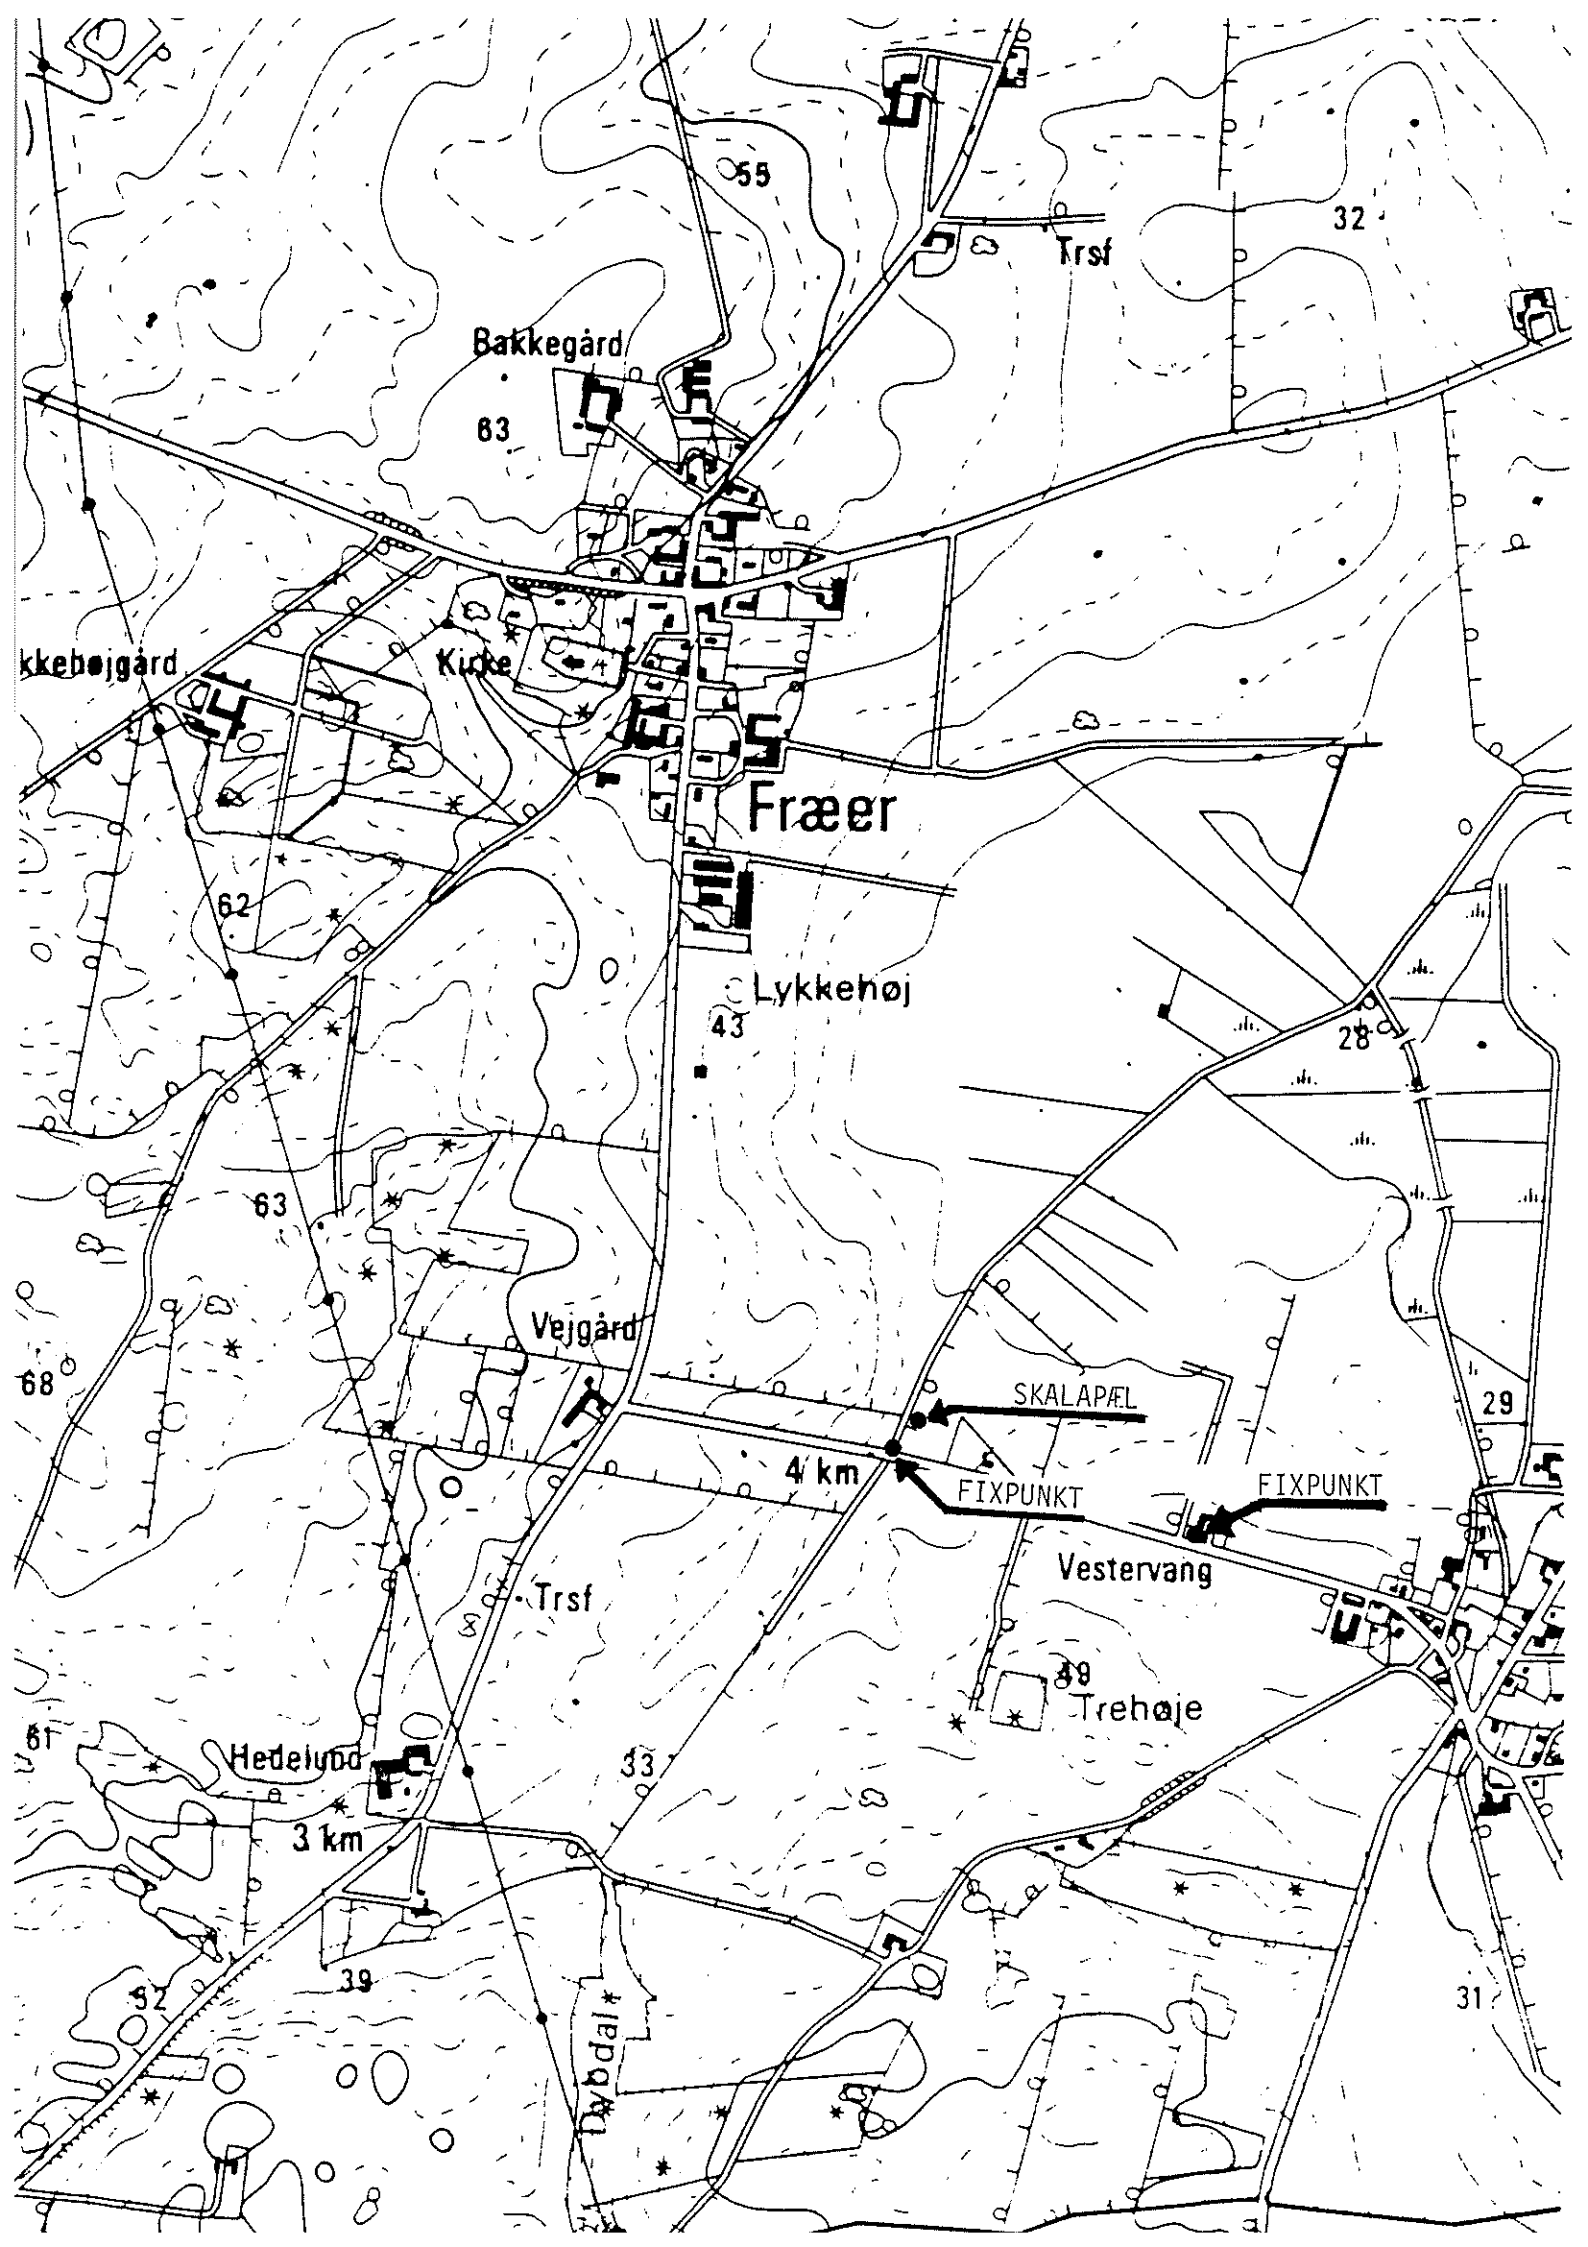 55
32
Trsf
Bakkegård
63
kkehøjgård
Kirke
Fræer
62
Lykkehøj
43
28
63
Vejgård
68
SKALAPÆL
29
4 km
FIXPUNKT
FIXPUNKT
Vestervang
Trsf
49
Trehøje
61
Hedelund
33
3 km
39
52
31
Dybdal